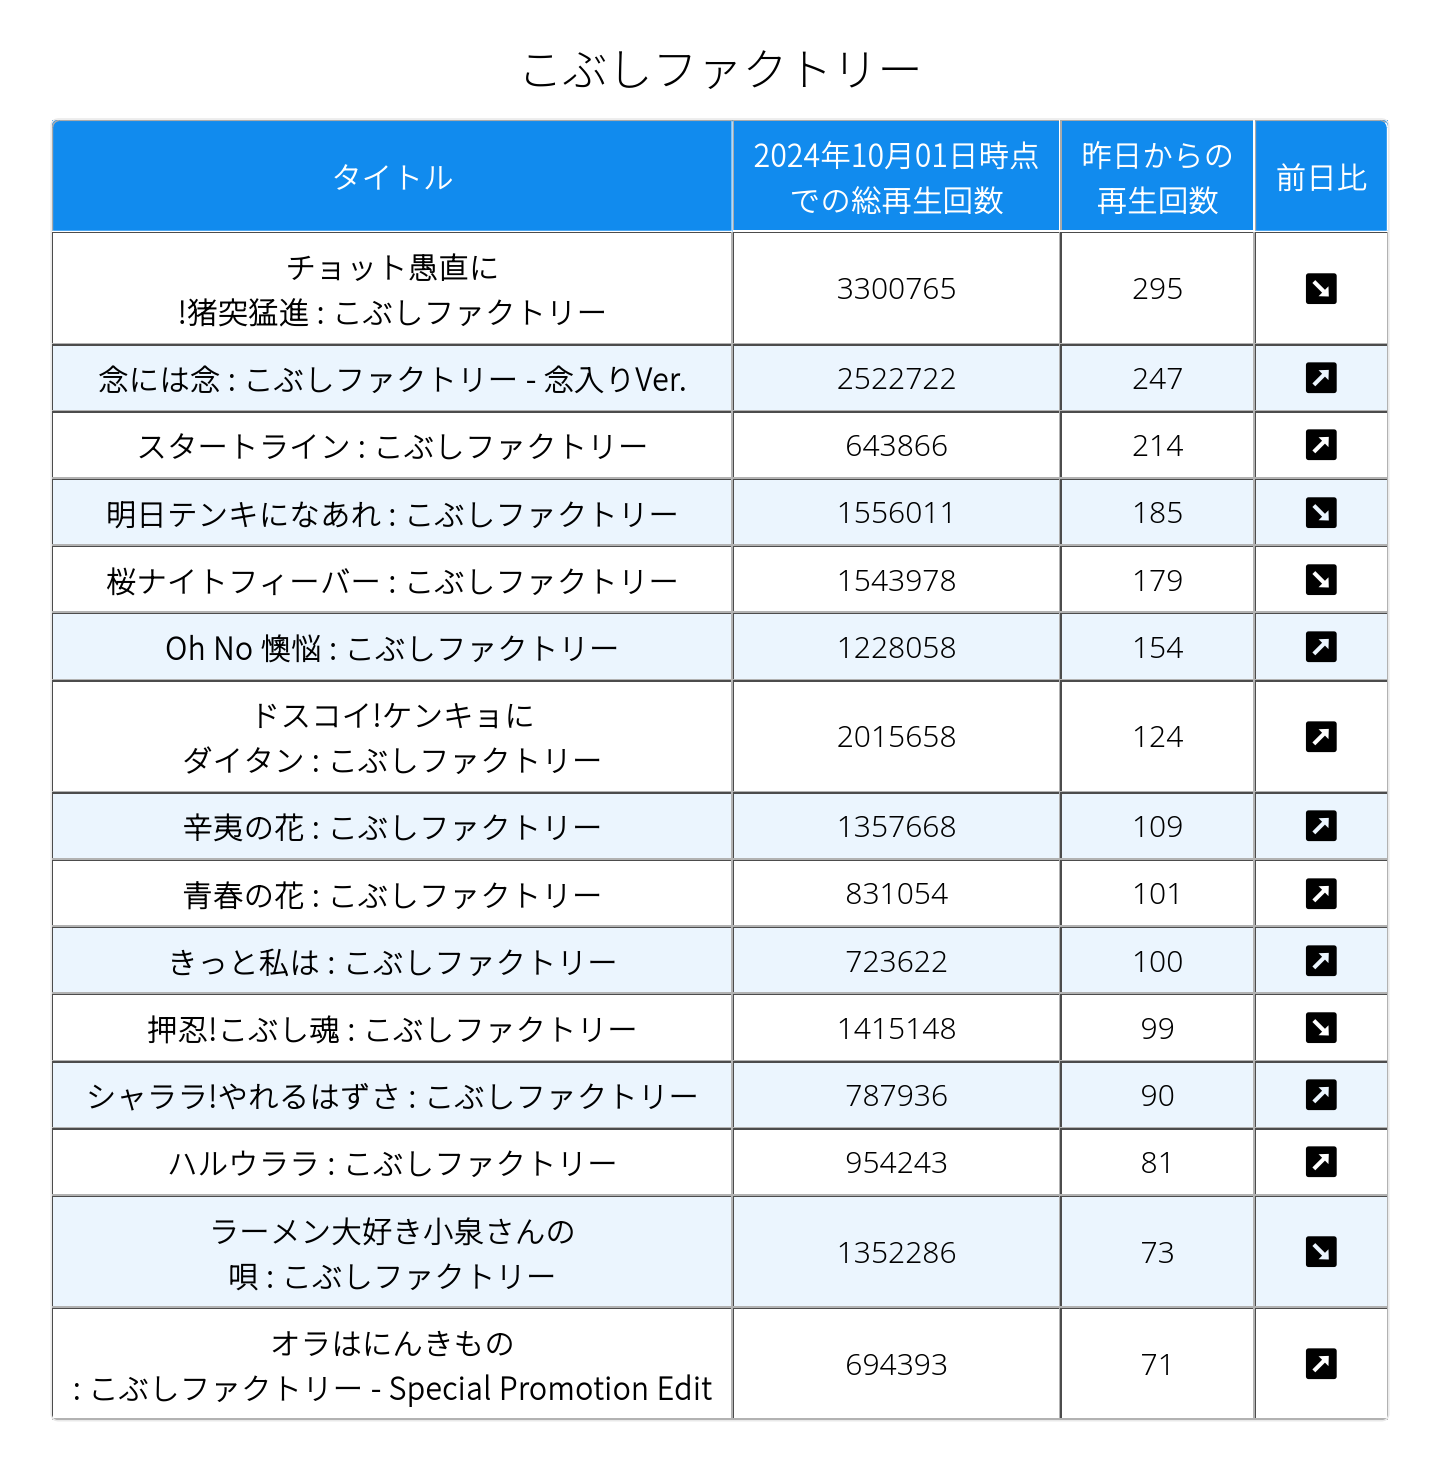 こぶしファクトリー
タイトル
2024年10月01日時点
での総再生回数
昨日からの
再生回数
前日比
チョット愚直に
!猪突猛進 : こぶしファクトリー
3300765
295
念には念 : こぶしファクトリー - 念入りVer.
2522722
247
スタートライン : こぶしファクトリー
643866
214
明日テンキになあれ : こぶしファクトリー
1556011
185
桜ナイトフィーバー : こぶしファクトリー
1543978
179
Oh No 懊悩 : こぶしファクトリー
1228058
154
ドスコイ!ケンキョに
ダイタン : こぶしファクトリー
2015658
124
辛夷の花 : こぶしファクトリー
1357668
109
青春の花 : こぶしファクトリー
831054
101
きっと私は : こぶしファクトリー
723622
100
押忍!こぶし魂 : こぶしファクトリー
1415148
99
シャララ!やれるはずさ : こぶしファクトリー
787936
90
ハルウララ : こぶしファクトリー
954243
81
ラーメン大好き小泉さんの
唄 : こぶしファクトリー
1352286
73
オラはにんきもの
: こぶしファクトリー - Special Promotion Edit
694393
71